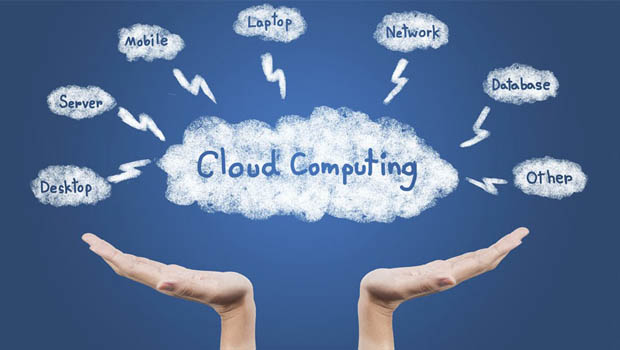 Laptop
Mobile
Network
Server
Database
Desktop
Cloud Computing
Other